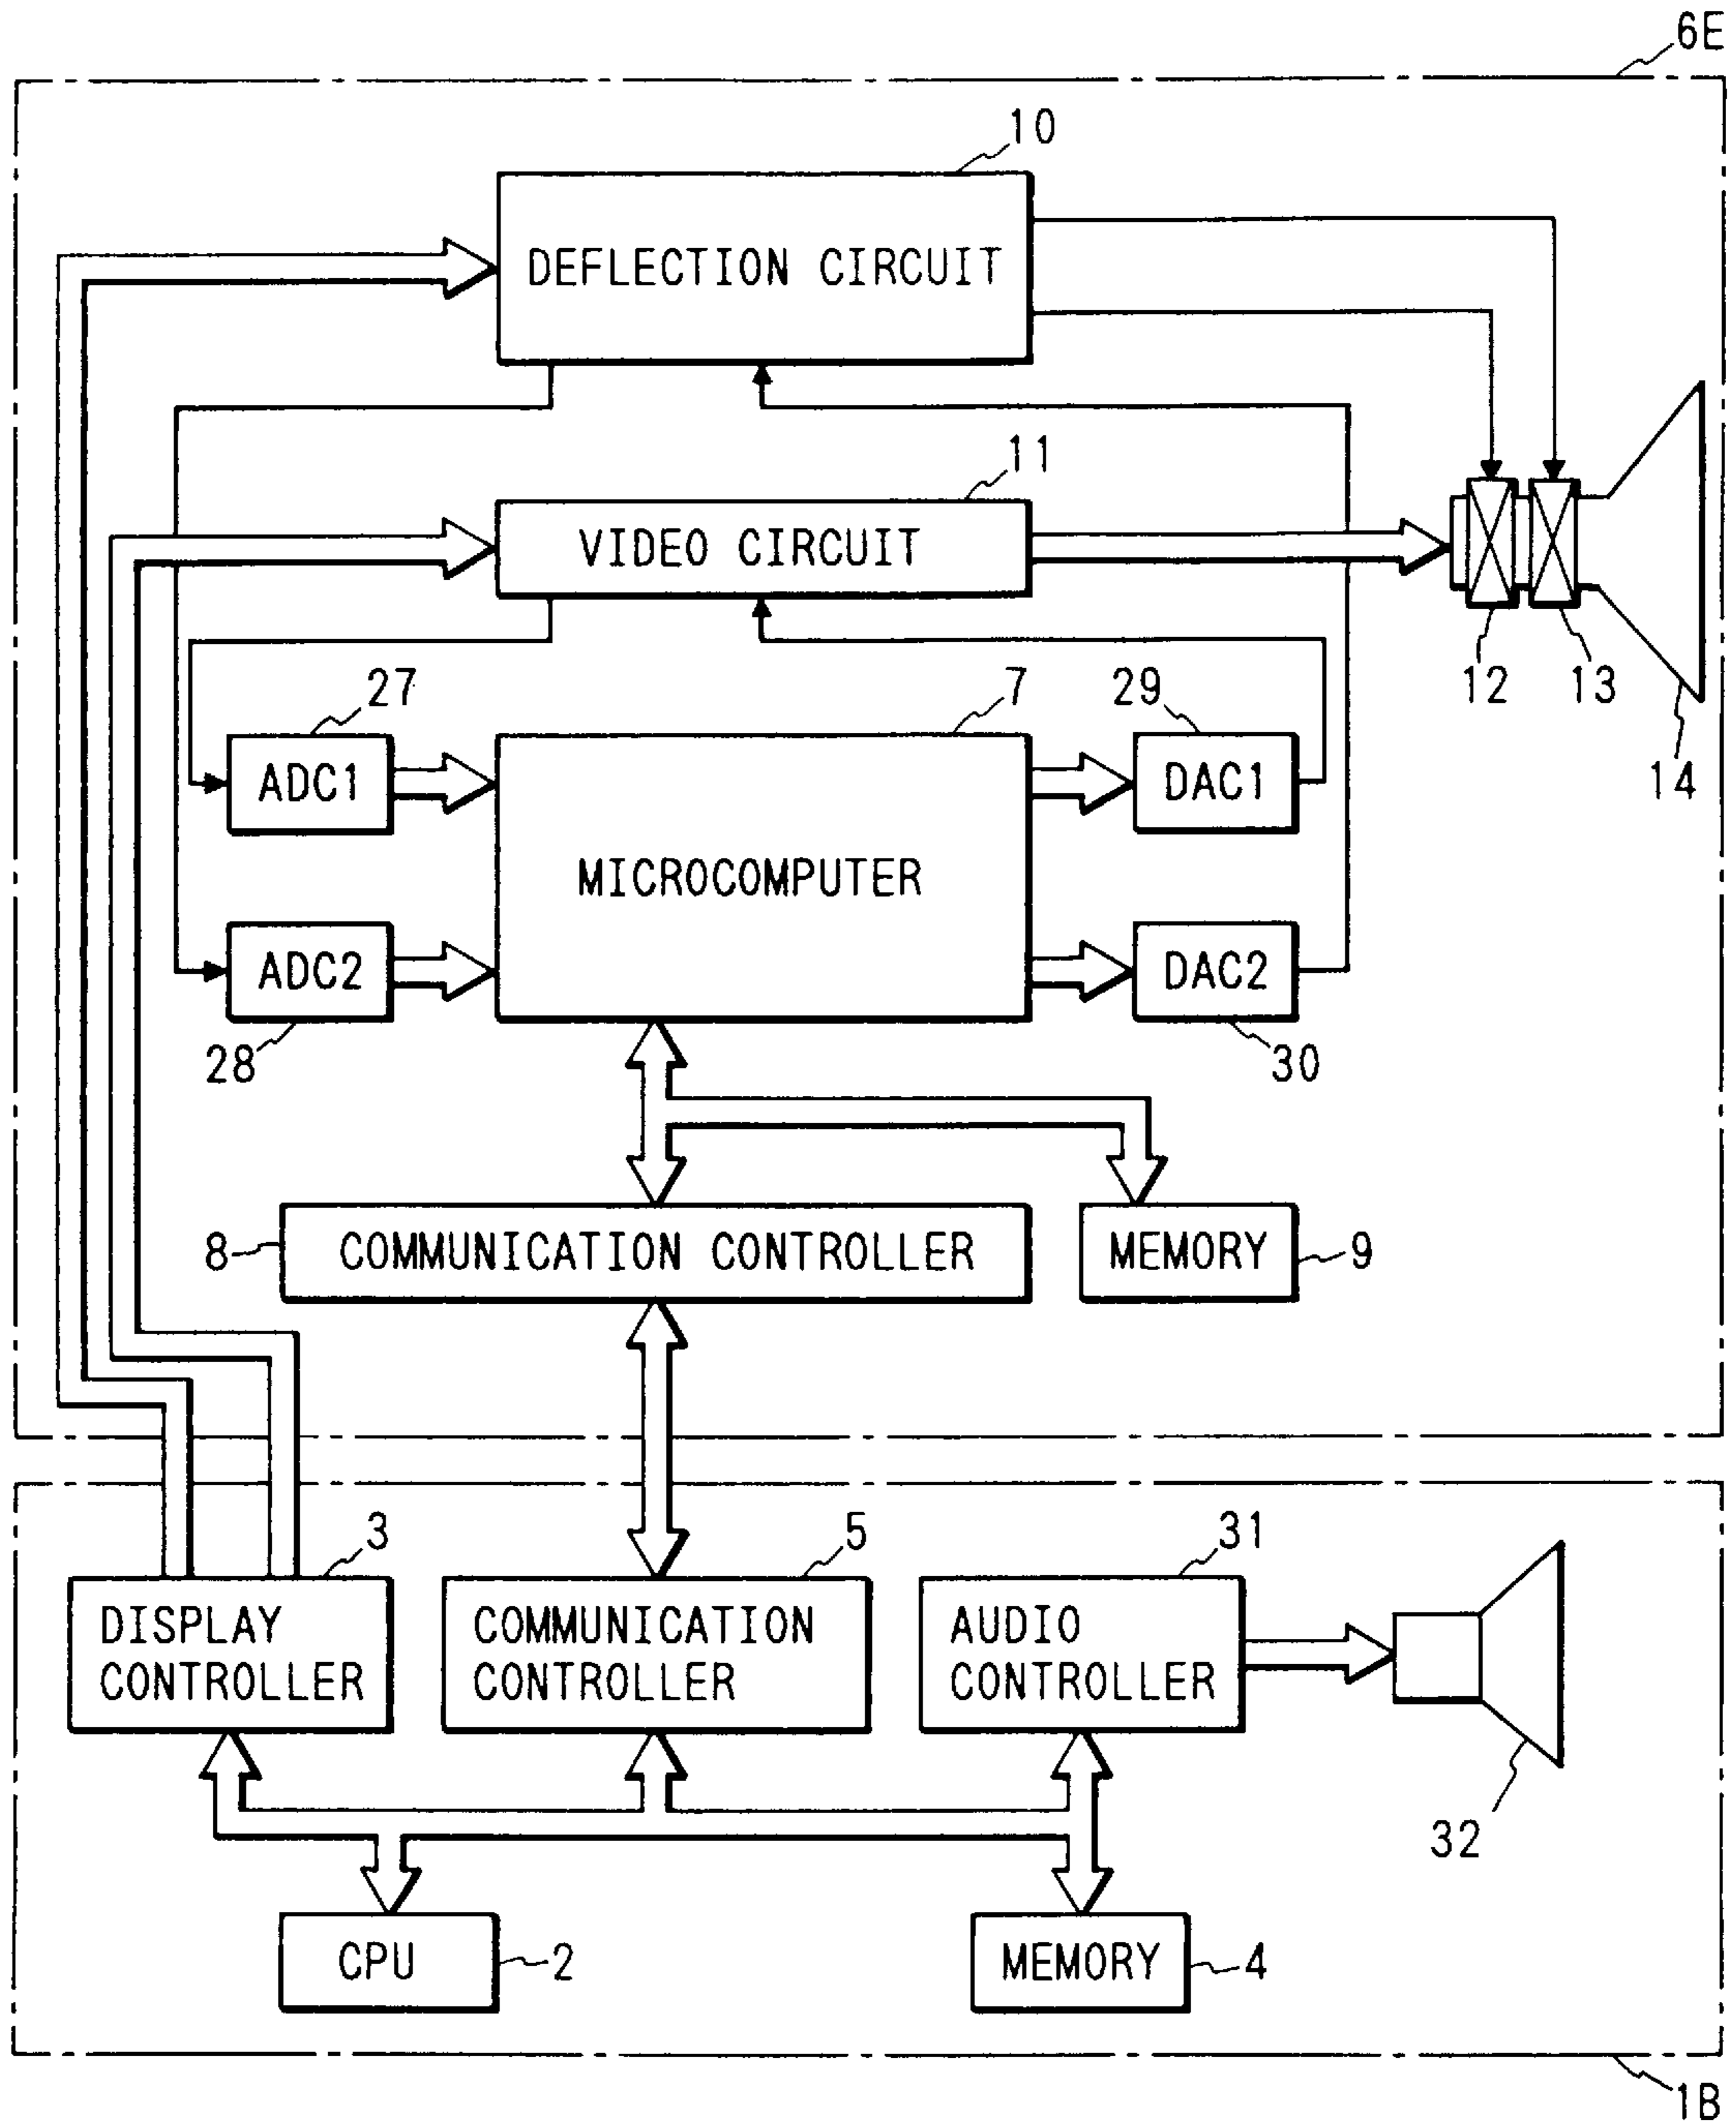 6E
10
DEFLECTION CIRCUIT
11
VIDEO CIRCUIT
12
13
14
27
7
29
ADC1
DAC1
MICROCOMPUTER
ADC2
DAC2
28
30
8
COMMUNICATION CONTROLLER
MEMORY
9
3
5
31
DISPLAY
CONTROLLER
COMMUNICATION
CONTROLLER
AUDIO
CONTROLLER
32
CPU
2
MEMORY
4
1B